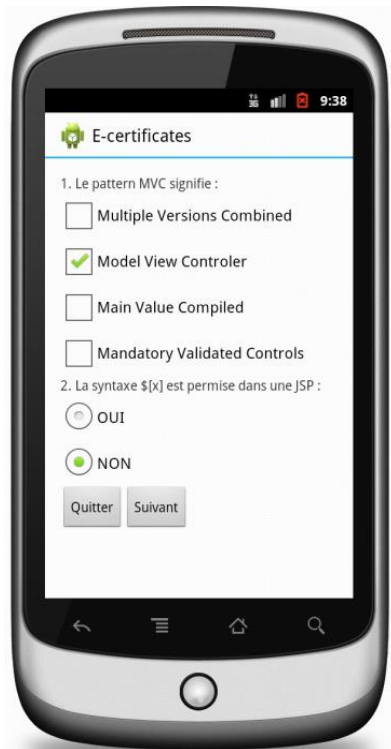 3G 9:38
E-certificates
1. Le pattern MVC signifie :
Multiple Versions Combined
Model View Controler
Main Value Compiled
Mandatory Validated Controls
2. La syntaxe $[x] est permise dans une JSP :
OUI
NON
Quitter Suivant